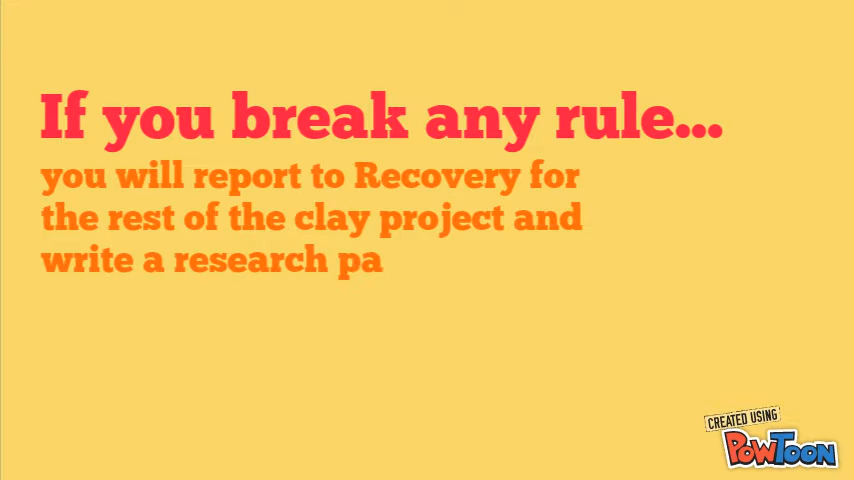 If you break any rule...
you will report to Recovery for
the rest of the clay project and
write a research pa
CREATED USING
POWTOON